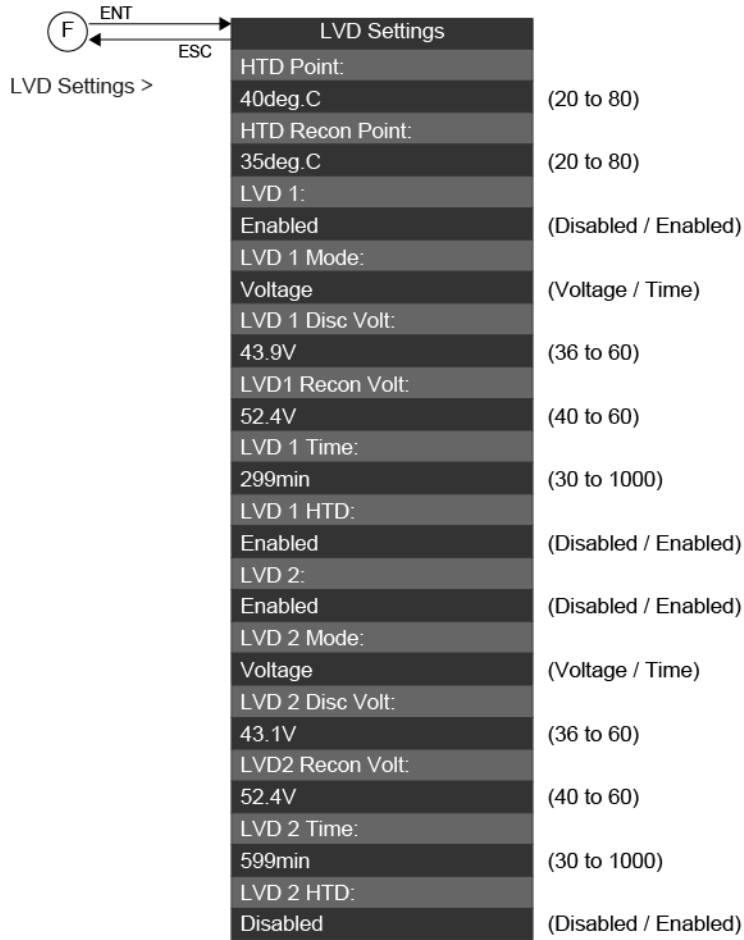 F
ENT
ESC
LVD Settings >
LVD Settings
HTD Point:
40deg.C (20 to 80)
HTD Recon Point:
35deg.C (20 to 80)
LVD 1:
Enabled (Disabled / Enabled)
LVD 1 Mode:
Voltage (Voltage / Time)
LVD 1 Disc Volt:
43.9V (36 to 60)
LVD1 Recon Volt:
52.4V (40 to 60)
LVD 1 Time:
299min (30 to 1000)
LVD 1 HTD:
Enabled (Disabled / Enabled)
LVD 2:
Enabled (Disabled / Enabled)
LVD 2 Mode:
Voltage (Voltage / Time)
LVD 2 Disc Volt:
43.1V (36 to 60)
LVD2 Recon Volt:
52.4V (40 to 60)
LVD 2 Time:
599min (30 to 1000)
LVD 2 HTD:
Disabled (Disabled / Enabled)